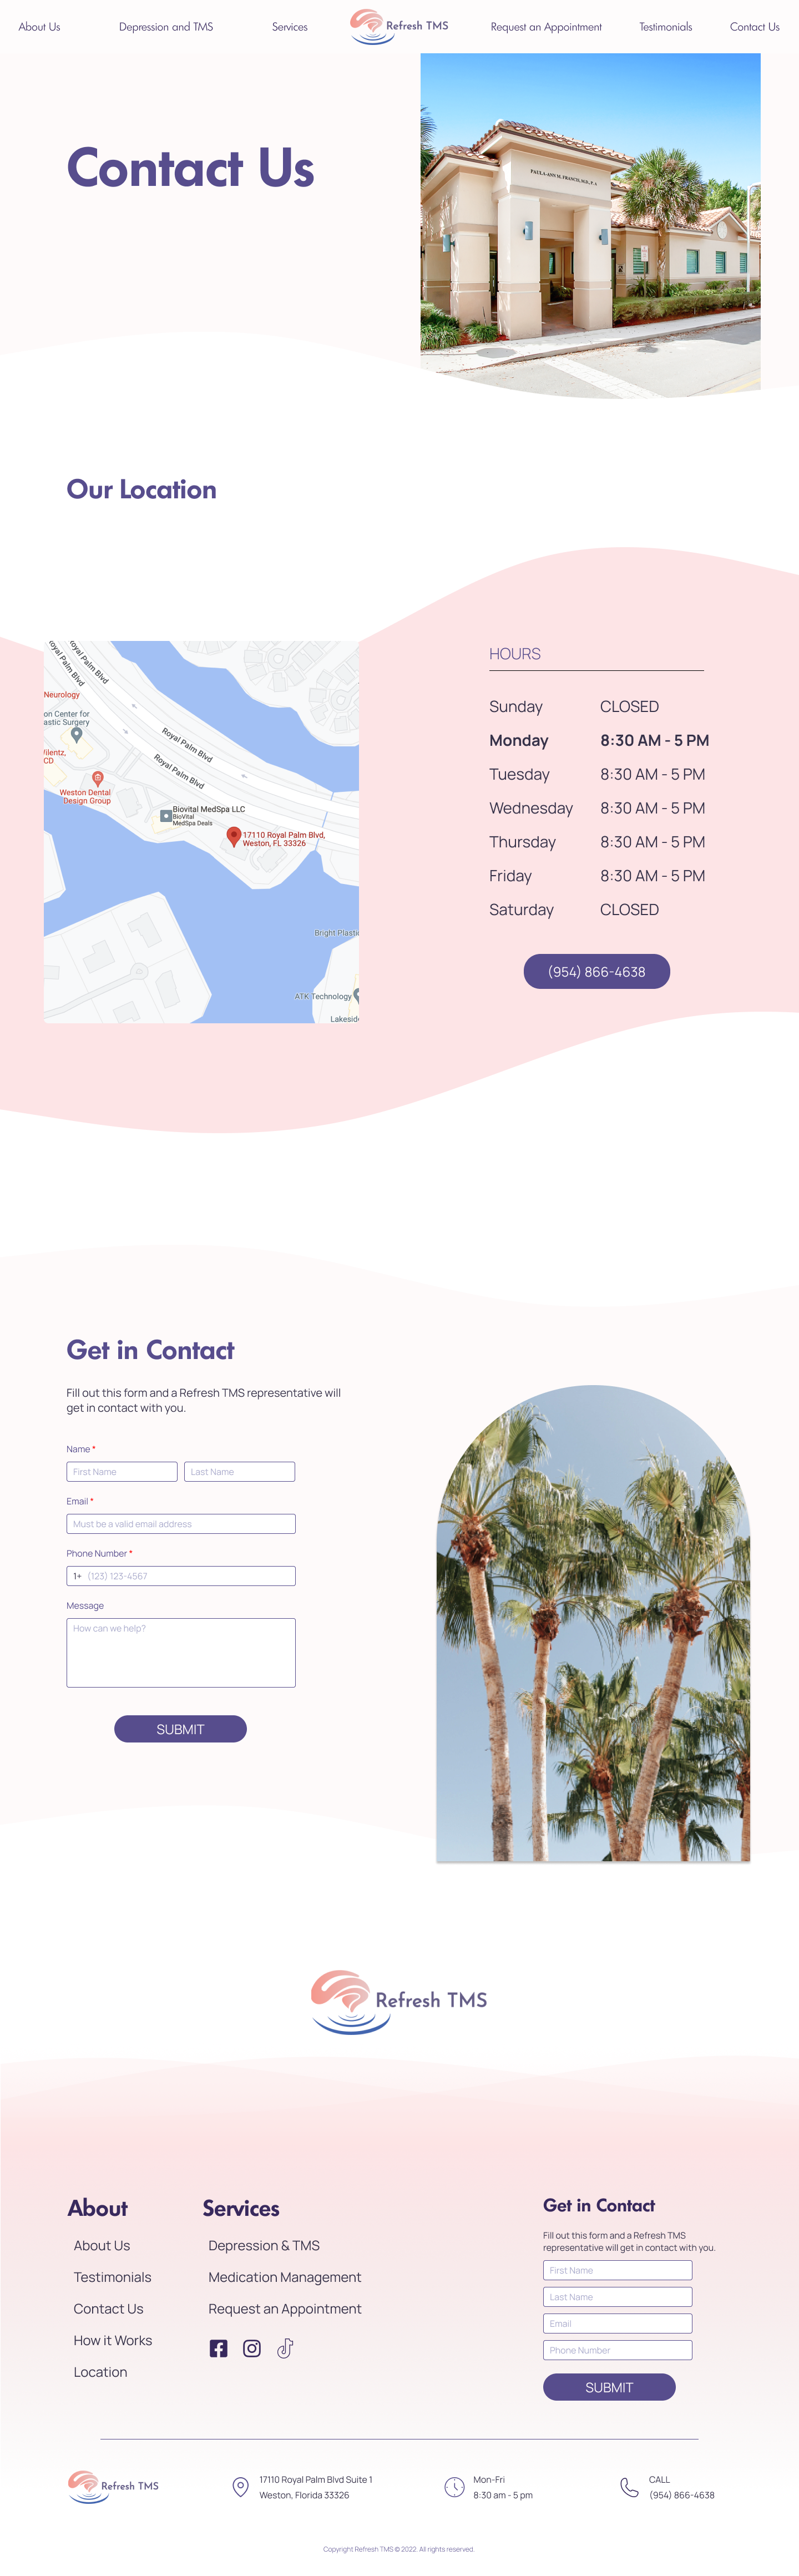 About Us
Depression and TMS
Services
Refresh TMS
Request an Appointment
Testimonials
Contact Us
Contact Us
PAULA-ANN M. FRANCIS, M.D., P.A.
Our Location
Royal Palm Blvd
Royal Palm Blvd
Neurology
on Center for
astic Surgery
CD
Royal Palm Blvd
Royal Palm Blvd
Weston Dental
Design Group
Biovital MedSpa LLC
BioVital
MedSpa Deals
17110 Royal Palm Blvd,
Weston, FL 33326
Bright Plasti
ATK Technology
Lakesid
HOURS
Sunday CLOSED
Monday 8:30 AM - 5 PM
Tuesday 8:30 AM - 5 PM
Wednesday 8:30 AM - 5 PM
Thursday 8:30 AM - 5 PM
Friday 8:30 AM - 5 PM
Saturday CLOSED
(954) 866-4638
Get in Contact
Fill out this form and a Refresh TMS representative will
get in contact with you.
Name *
First Name
Last Name
Email *
Must be a valid email address
Phone Number *
1+ (123) 123-4567
Message
How can we help?
SUBMIT
Refresh TMS
About
About Us
Testimonials
Contact Us
How it Works
Location
Services
Depression & TMS
Medication Management
Request an Appointment
Get in Contact
Fill out this form and a Refresh TMS
representative will get in contact with you.
First Name
Last Name
Email
Phone Number
SUBMIT
Refresh TMS
17110 Royal Palm Blvd Suite 1
Weston, Florida 33326
Mon-Fri
8:30 am - 5 pm
CALL
(954) 866-4638
Copyright Refresh TMS © 2022. All rights reserved.